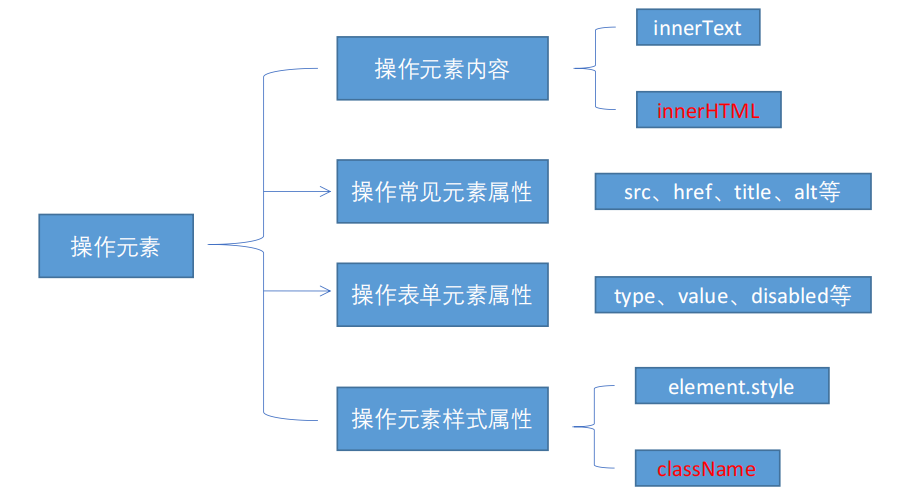 操作元素
操作元素内容
innerText
innerHTML
操作常见元素属性
src、href、title、alt等
操作表单元素属性
type、value、disabled等
操作元素样式属性
element.style
className